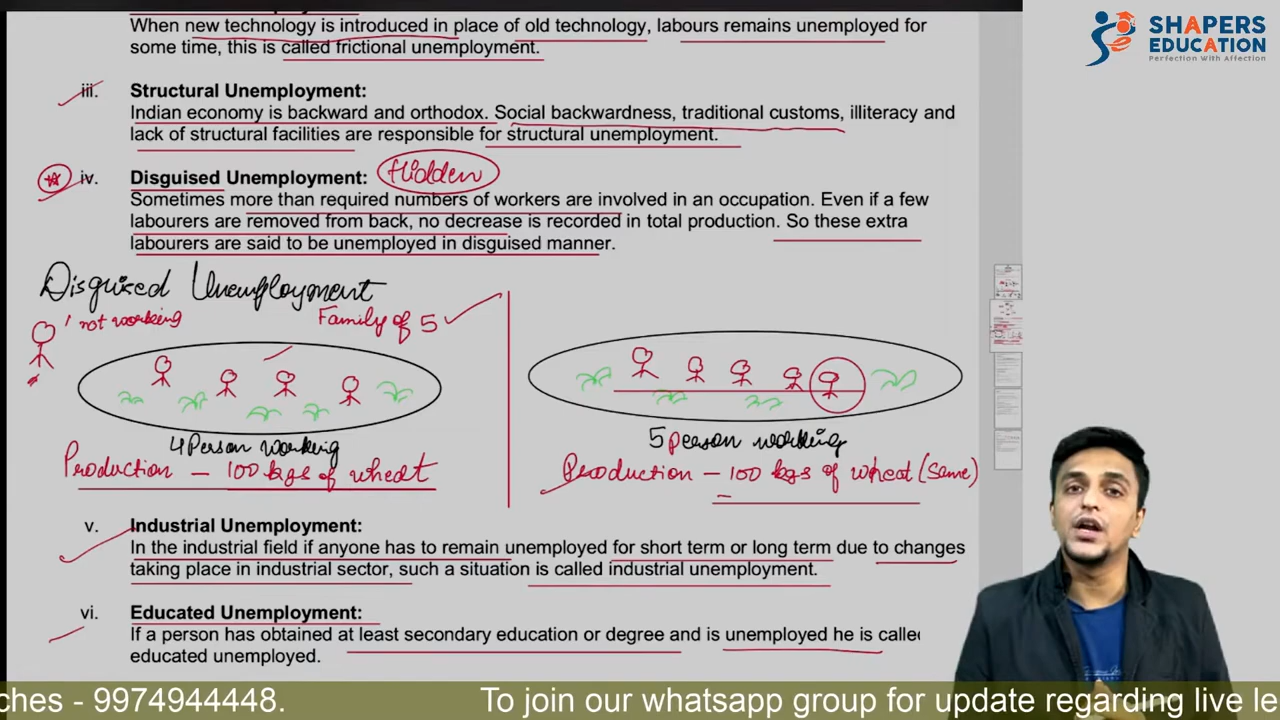 When new technology is introduced in place of old technology, labours remains unemployed for
some time, this is called frictional unemployment.
SHAPERS
EDUCATION
Perfection With Affection
iii. Structural Unemployment:
Indian economy is backward and orthodox. Social backwardness, traditional customs, illiteracy and
lack of structural facilities are responsible for structural unemployment.
iv. Disguised Unemployment: Hidden
Sometimes more than required numbers of workers are involved in an occupation. Even if a few
labourers are removed from back, no decrease is recorded in total production. So these extra
labourers are said to be unemployed in disguised manner.
Disguised Unemployment
not working
Family of 5
4 Person working
Production - 100 kgs of wheat
5 person working
Production - 100 kgs of wheat (Same)
v. Industrial Unemployment:
In the industrial field if anyone has to remain unemployed for short term or long term due to changes
taking place in industrial sector, such a situation is called industrial unemployment.
vi. Educated Unemployment:
If a person has obtained at least secondary education or degree and is unemployed he is called
educated unemployed.
ches - 9974944448. To join our whatsapp group for update regarding live le